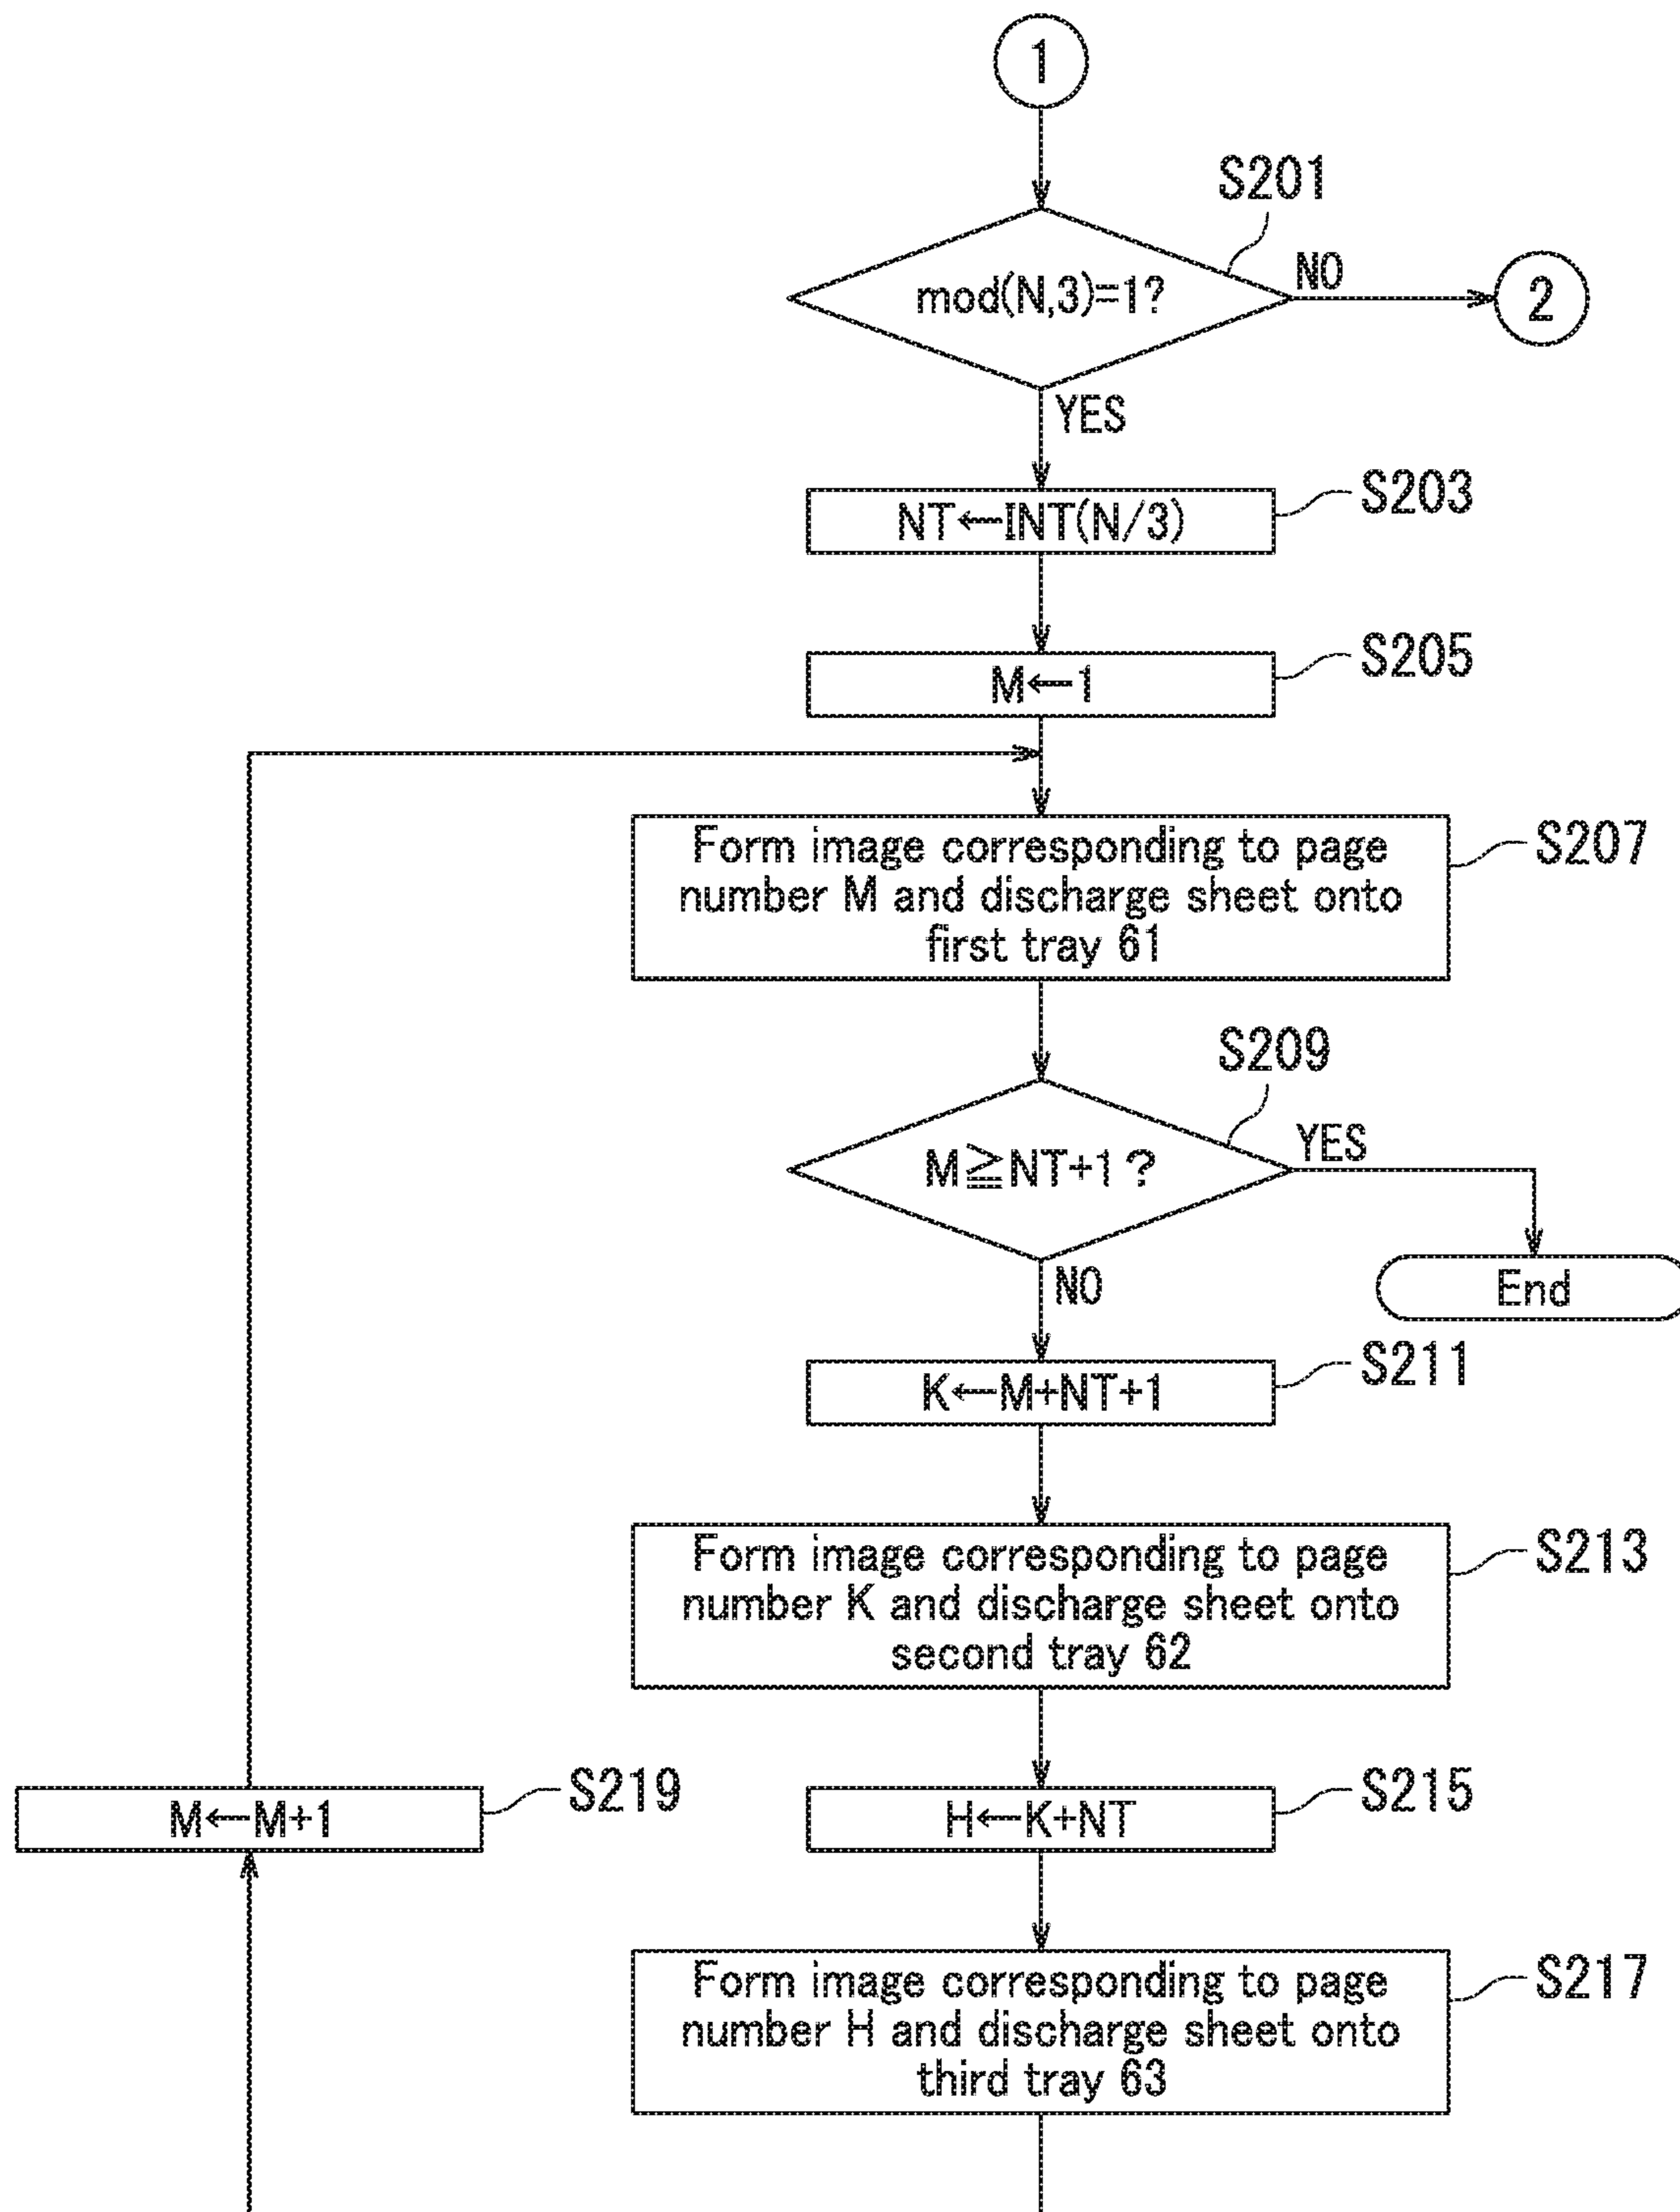 1
S201
mod(N,3)=1?
NO
2
YES
S203
NT←INT(N/3)
S205
M←1
S207
Form image corresponding to page
number M and discharge sheet onto
first tray 61
S209
M≧NT+1?
YES
NO
End
S211
K←M+NT+1
S213
Form image corresponding to page
number K and discharge sheet onto
second tray 62
S219
M←M+1
S215
H←K+NT
S217
Form image corresponding to page
number H and discharge sheet onto
third tray 63